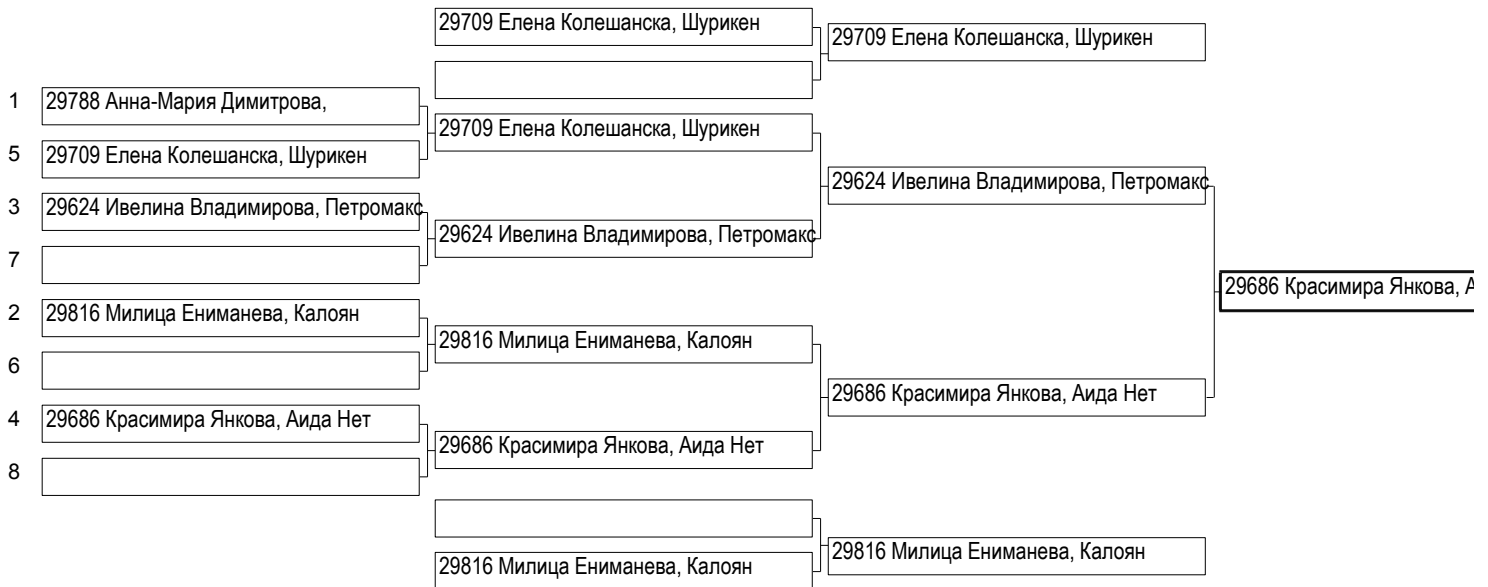 29709 Елена Колешанска, Шурикен
29709 Елена Колешанска, Шурикен
1 29788 Анна-Мария Димитрова,
29709 Елена Колешанска, Шурикен
5 29709 Елена Колешанска, Шурикен
29624 Ивелина Владимирова, Петромакс
3 29624 Ивелина Владимирова, Петромакс
29624 Ивелина Владимирова, Петромакс
7
29686 Красимира Янкова, А
2 29816 Милица Ениманева, Калоян
29816 Милица Ениманева, Калоян
6
29686 Красимира Янкова, Аида Нет
4 29686 Красимира Янкова, Аида Нет
29686 Красимира Янкова, Аида Нет
8
29816 Милица Ениманева, Калоян
29816 Милица Ениманева, Калоян